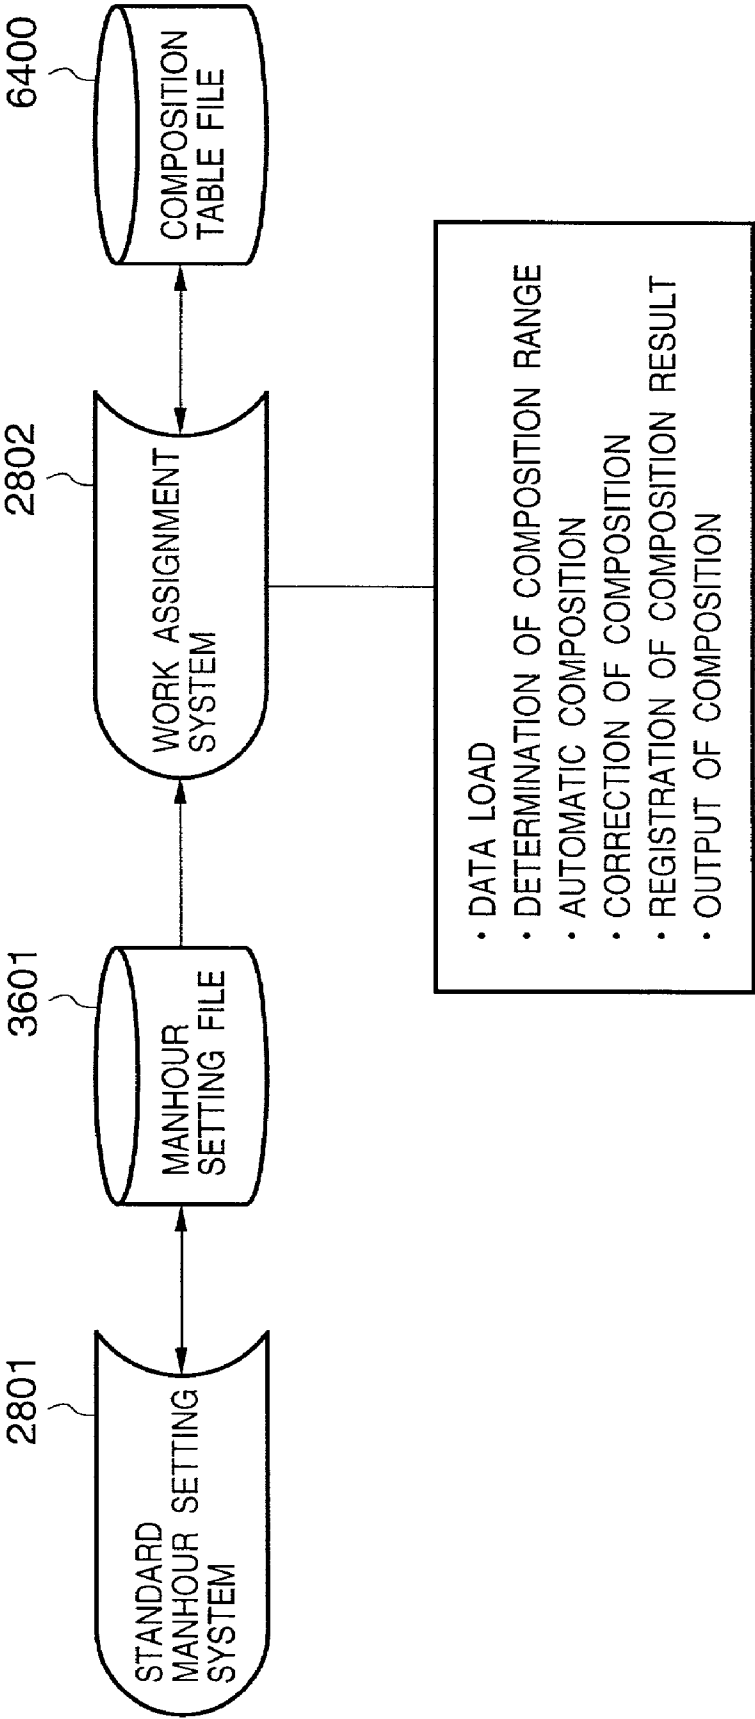 2801
STANDARD
MANHOUR SETTING
SYSTEM
3601
MANHOUR
SETTING FILE
2802
WORK ASSIGNMENT
SYSTEM
6400
COMPOSITION
TABLE FILE
· DATA LOAD
· DETERMINATION OF COMPOSITION RANGE
· AUTOMATIC COMPOSITION
· CORRECTION OF COMPOSITION
· REGISTRATION OF COMPOSITION RESULT
· OUTPUT OF COMPOSITION